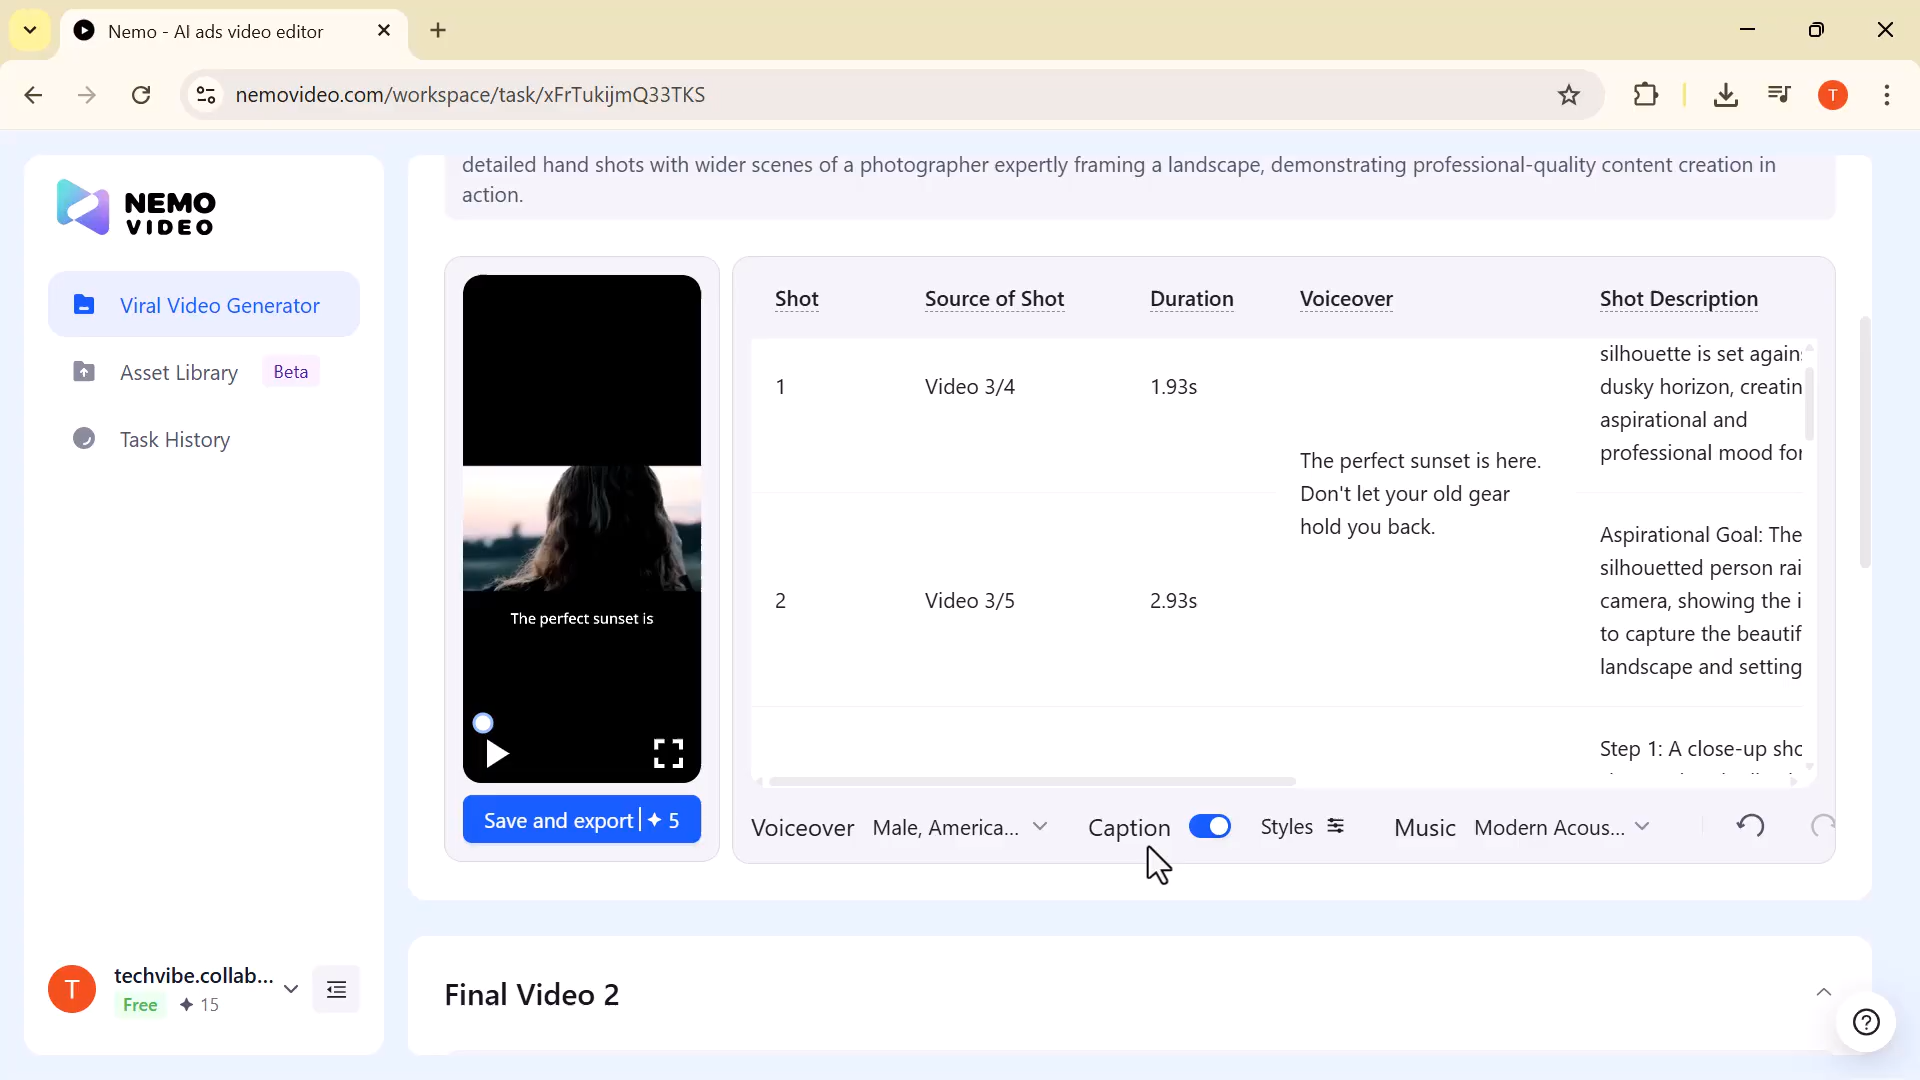 Nemo - AI ads video editor
nemovideo.com/workspace/task/xFrTukijmQ33TKS
T
NEMO
VIDEO
Viral Video Generator
Asset Library Beta
Task History
T
techvibe.collab...
Free 15
detailed hand shots with wider scenes of a photographer expertly framing a landscape, demonstrating professional-quality content creation in
action.
The perfect sunset is
Save and export 5
Shot Source of Shot Duration Voiceover Shot Description
silhouette is set again
1 Video 3/4 1.93s dusky horizon, creatin
aspirational and
professional mood for
The perfect sunset is here.
Don't let your old gear
hold you back.
Aspirational Goal: The
silhouetted person rai
2 Video 3/5 2.93s camera, showing the i
to capture the beautif
landscape and setting
Step 1: A close-up sho
Voiceover Male, America... Caption Styles Music Modern Acous...
Final Video 2